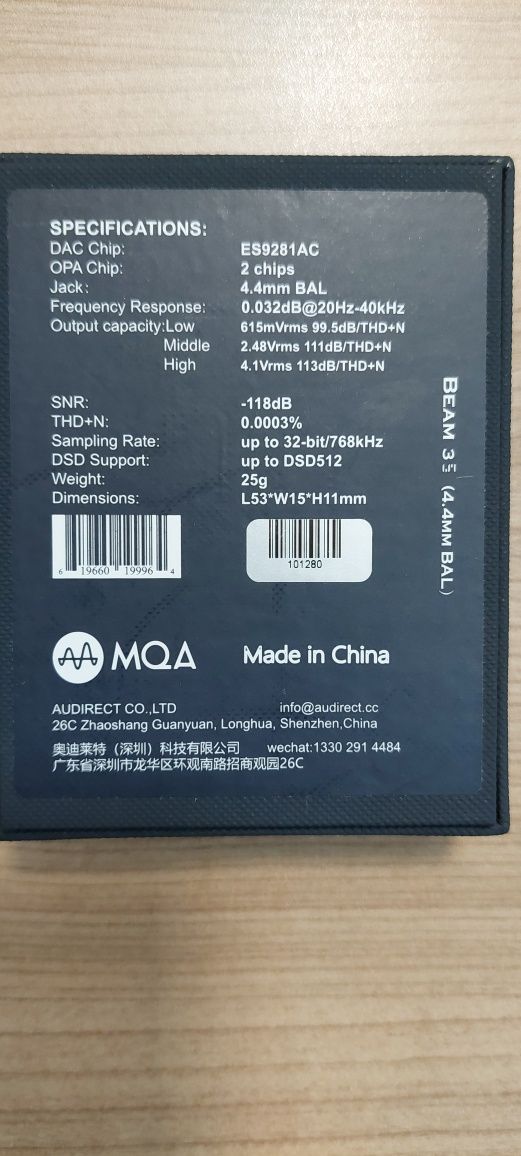 SPECIFICATIONS:
DAC Chip: ES9281AC
OPA Chip: 2 chips
Jack: 4.4mm BAL
Frequency Response: 0.032dB@20Hz-40kHz
Output capacity:Low 615mVrms 99.5dB/THD+N
Middle 2.48Vrms 111dB/THD+N
High 4.1Vrms 113dB/THD+N
SNR: -118dB
THD+N: 0.0003%
Sampling Rate: up to 32-bit/768kHz
DSD Support: up to DSD512
Weight: 25g
Dimensions: L53*W15*H11mm
6 19660 19996 4
101280
BEAM (4.4MM BAL)
MQA Made in China
AUDIRECT CO.,LTD info@audirect.cc
26C Zhaoshang Guanyuan, Longhua, Shenzhen,China
奥迪莱特（深圳）科技有限公司 wechat:1330 291 4484
广东省深圳市龙华区环观南路招商观园26C